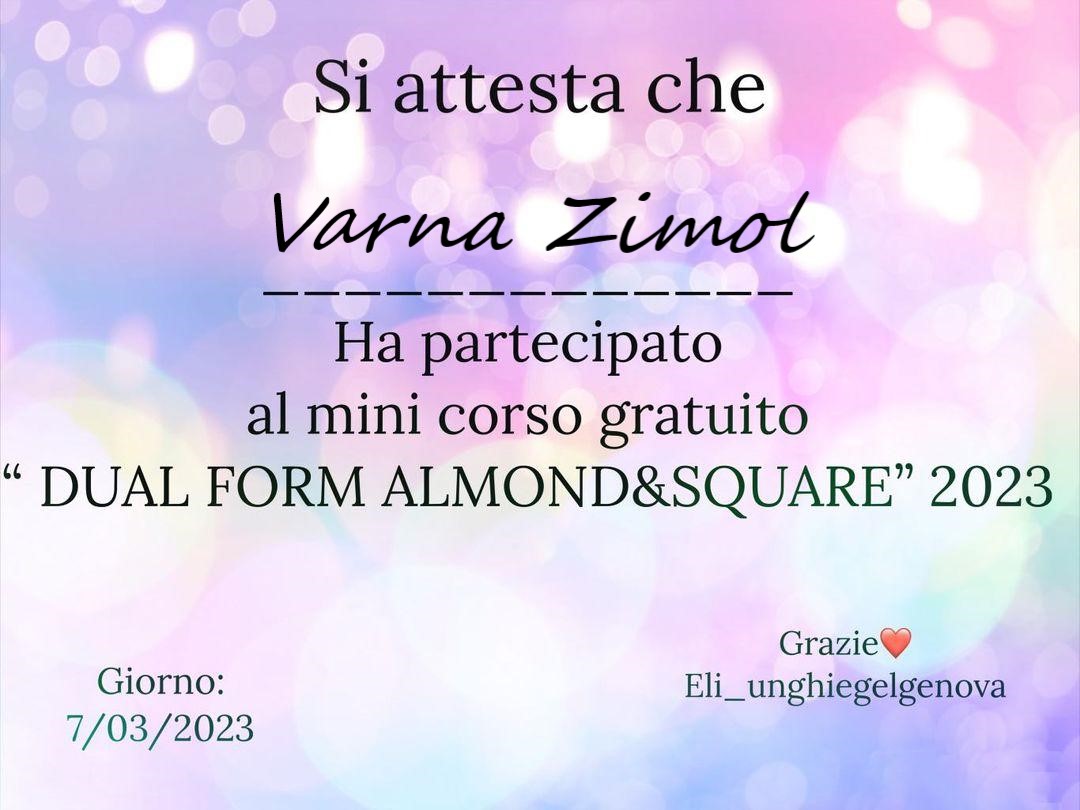 Si attesta che
Varna Zimol
_____________
Ha partecipato
al mini corso gratuito
“ DUAL FORM ALMOND&SQUARE” 2023
Grazie❤️
Eli_unghiegelgenova
Giorno:
7/03/2023